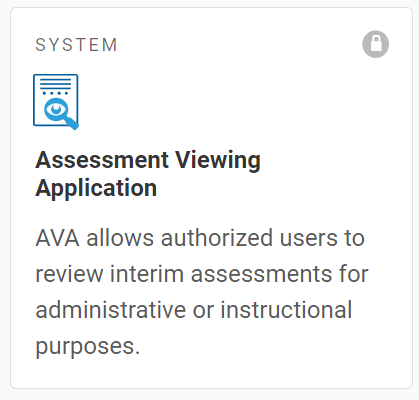 SYSTEM
Assessment Viewing
Application
AVA allows authorized users to
review interim assessments for
administrative or instructional
purposes.